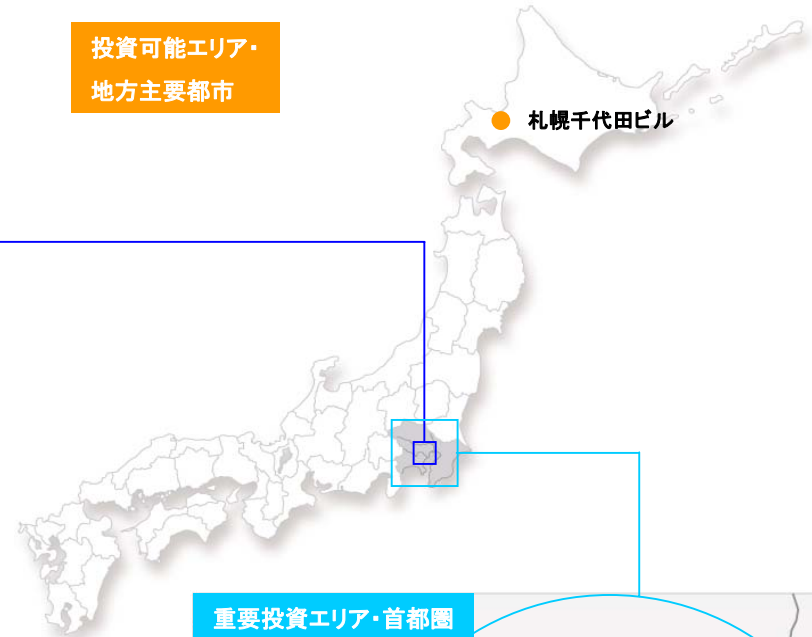 投資可能エリア・
地方主要都市
札幌千代田ビル
重要投資エリア・首都圏